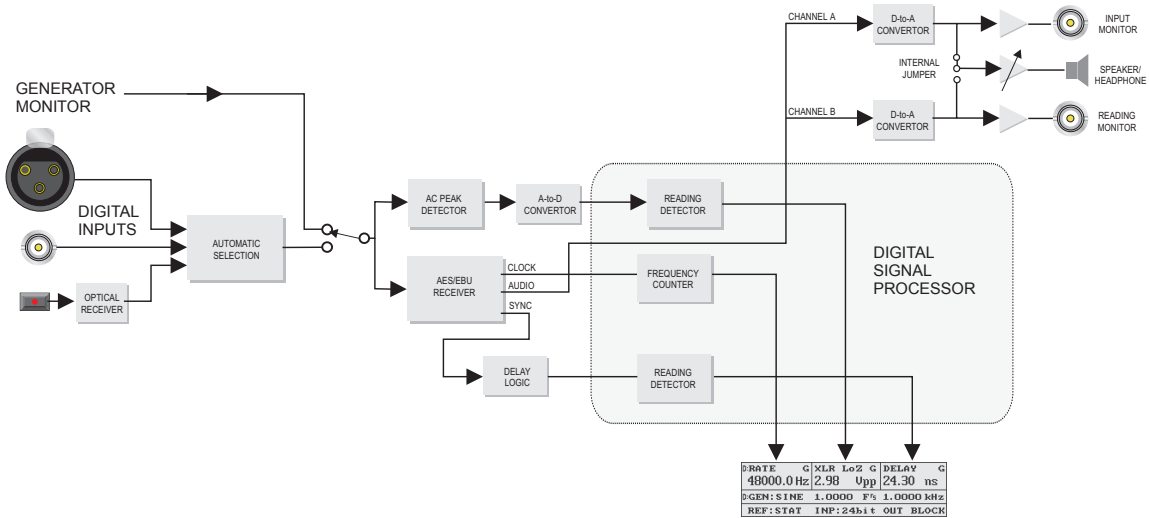 CHANNEL A
D-to-A
CONVERTOR
INPUT
MONITOR
INTERNAL
JUMPER
SPEAKER/
HEADPHONE
GENERATOR
MONITOR
CHANNEL B
D-to-A
CONVERTOR
READING
MONITOR
DIGITAL
INPUTS
AUTOMATIC
SELECTION
OPTICAL
RECEIVER
AC PEAK
DETECTOR
A-to-D
CONVERTOR
READING
DETECTOR
DIGITAL
SIGNAL
PROCESSOR
AES/EBU
RECEIVER
CLOCK
AUDIO
SYNC
FREQUENCY
COUNTER
DELAY
LOGIC
READING
DETECTOR
D:RATE G XLR LoZ G DELAY G
48000.0 Hz 2.98 Vpp 24.30 ns
D:GEN:SINE 1.0000 FFS 1.0000 kHz
REF:STAT INP:24bit OUT BLOCK